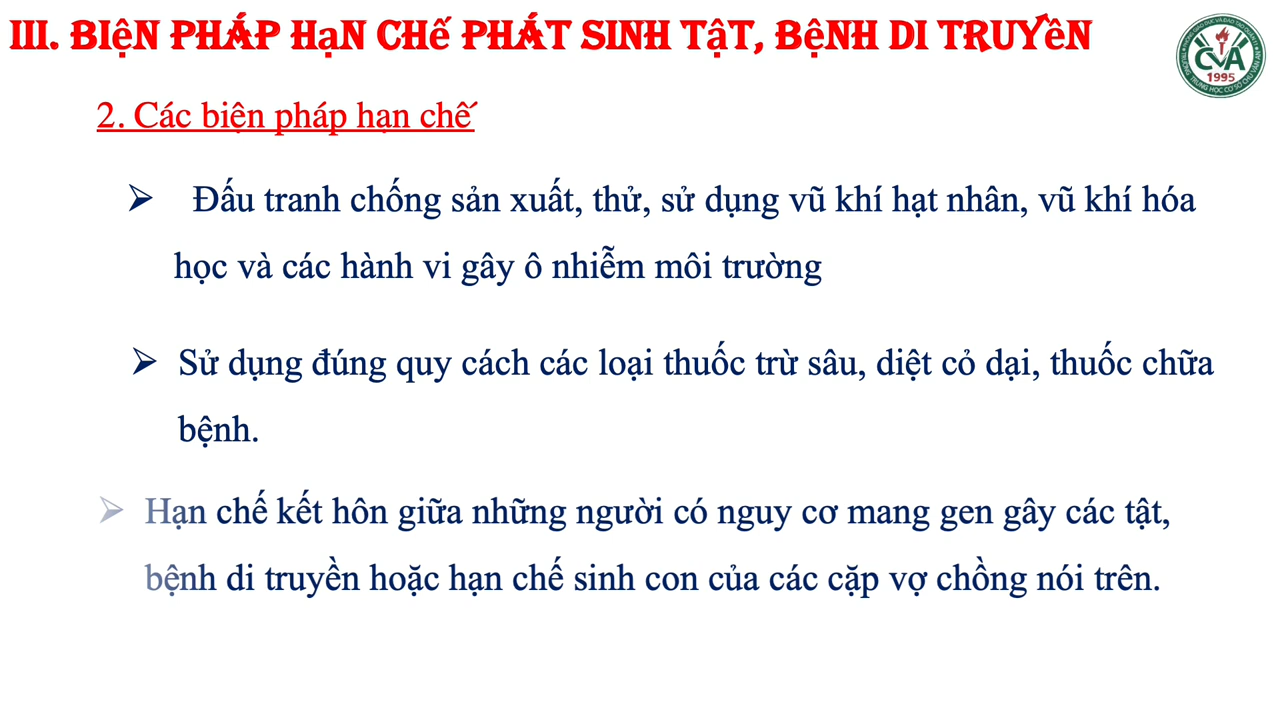 III. BIỆN PHÁP HẠN CHẾ PHÁT SINH TẬT, BỆNH DI TRUYỀN
CVA
1995
2. Các biện pháp hạn chế
Đấu tranh chống sản xuất, thử, sử dụng vũ khí hạt nhân, vũ khí hóa
học và các hành vi gây ô nhiễm môi trường
Sử dụng đúng quy cách các loại thuốc trừ sâu, diệt cỏ dại, thuốc chữa
bệnh.
Hạn chế kết hôn giữa những người có nguy cơ mang gen gây các tật,
bệnh di truyền hoặc hạn chế sinh con của các cặp vợ chồng nói trên.